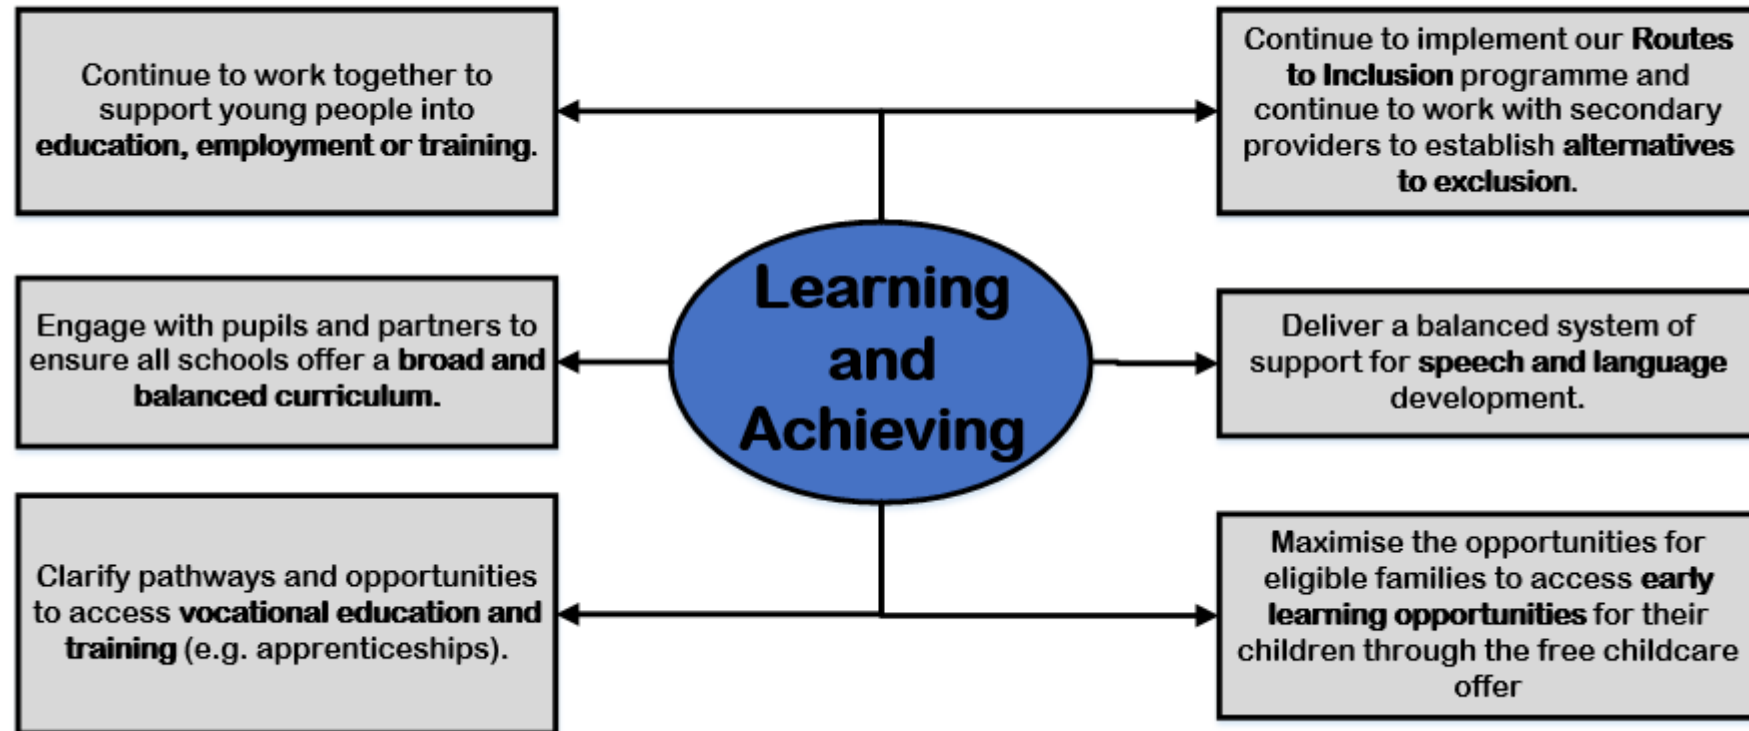 Continue to work together to
support young people into
education, employment or training.
Continue to implement our Routes
to Inclusion programme and
continue to work with secondary
providers to establish alternatives
to exclusion.
Learning
and
Achieving
Engage with pupils and partners to
ensure all schools offer a broad and
balanced curriculum.
Deliver a balanced system of
support for speech and language
development.
Clarify pathways and opportunities
to access vocational education and
training (e.g. apprenticeships).
Maximise the opportunities for
eligible families to access early
learning opportunities for their
children through the free childcare
offer